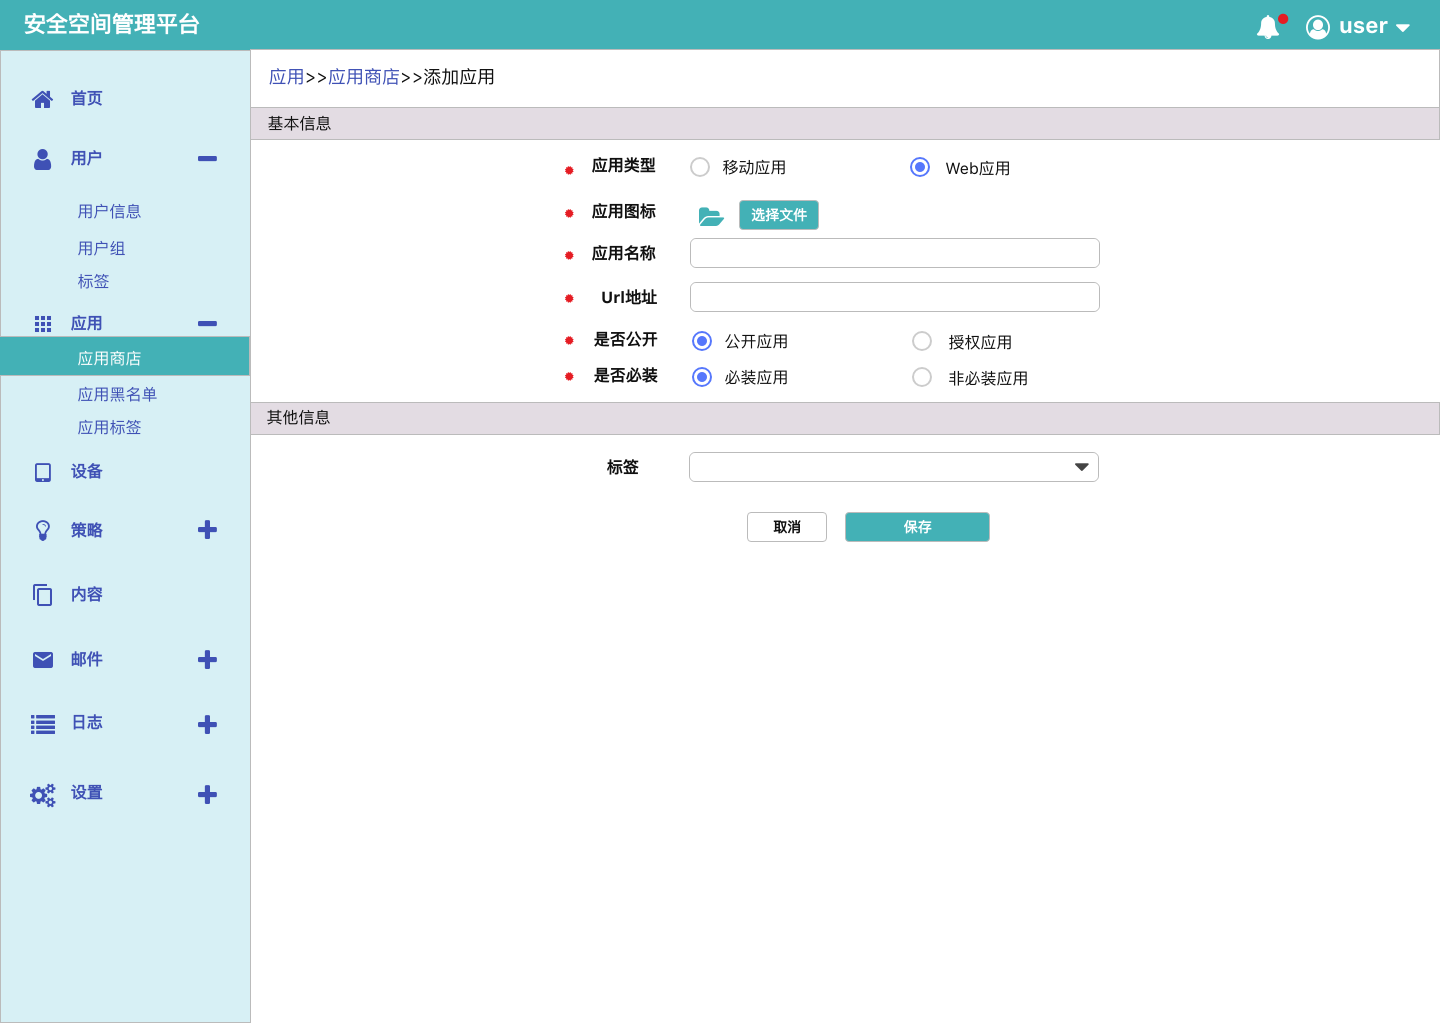 安全空间管理平台
user
首页
用户
用户信息
用户组
标签
应用
应用商店
应用黑名单
应用标签
设备
策略
内容
邮件
日志
设置
应用>>应用商店>>添加应用
基本信息
应用类型 移动应用 Web应用
应用图标 选择文件
应用名称
Url地址
是否公开 公开应用 授权应用
是否必装 必装应用 非必装应用
其他信息
标签
取消 保存